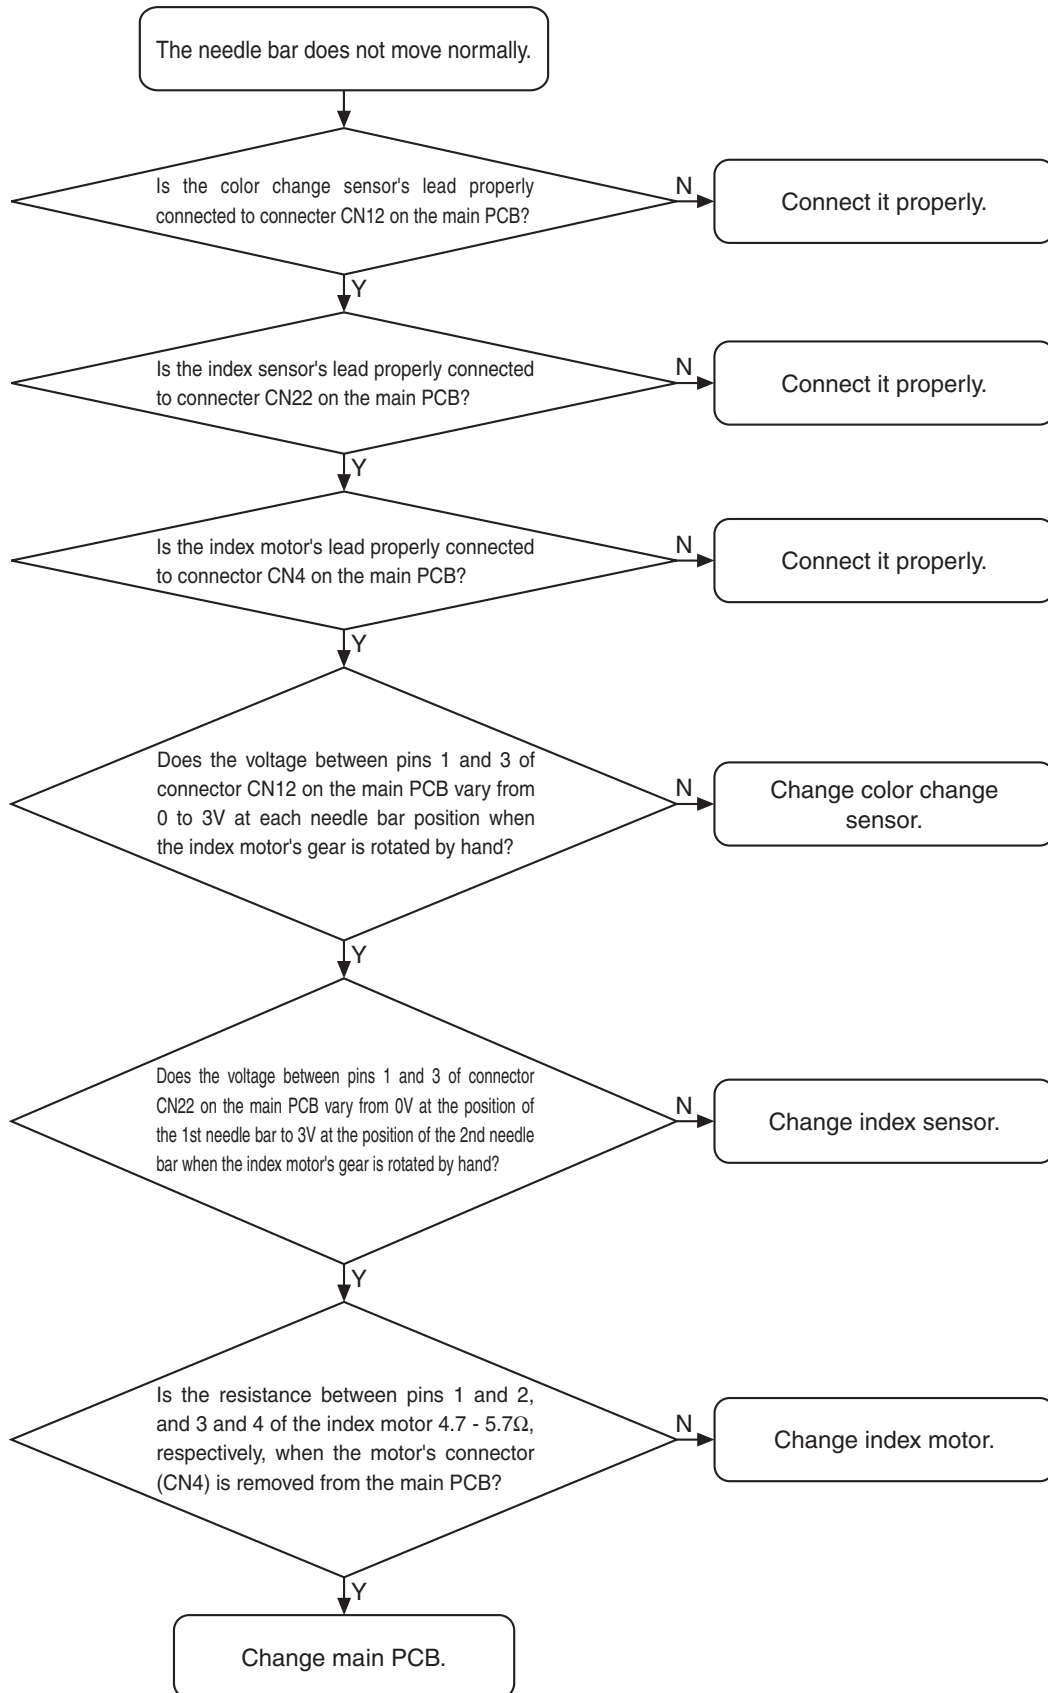 The needle bar does not move normally.
Is the color change sensor's lead properly
connected to connecter CN12 on the main PCB?
N
Connect it properly.
Y
Is the index sensor's lead properly connected
to connecter CN22 on the main PCB?
N
Connect it properly.
Y
Is the index motor's lead properly connected
to connector CN4 on the main PCB?
N
Connect it properly.
Y
Does the voltage between pins 1 and 3 of
connector CN12 on the main PCB vary from
0 to 3V at each needle bar position when
the index motor's gear is rotated by hand?
N
Change color change
sensor.
Y
Does the voltage between pins 1 and 3 of connector
CN22 on the main PCB vary from 0V at the position of
the 1st needle bar to 3V at the position of the 2nd needle
bar when the index motor's gear is rotated by hand?
N
Change index sensor.
Y
Is the resistance between pins 1 and 2,
and 3 and 4 of the index motor 4.7 - 5.7Ω,
respectively, when the motor's connector
(CN4) is removed from the main PCB?
N
Change index motor.
Y
Change main PCB.